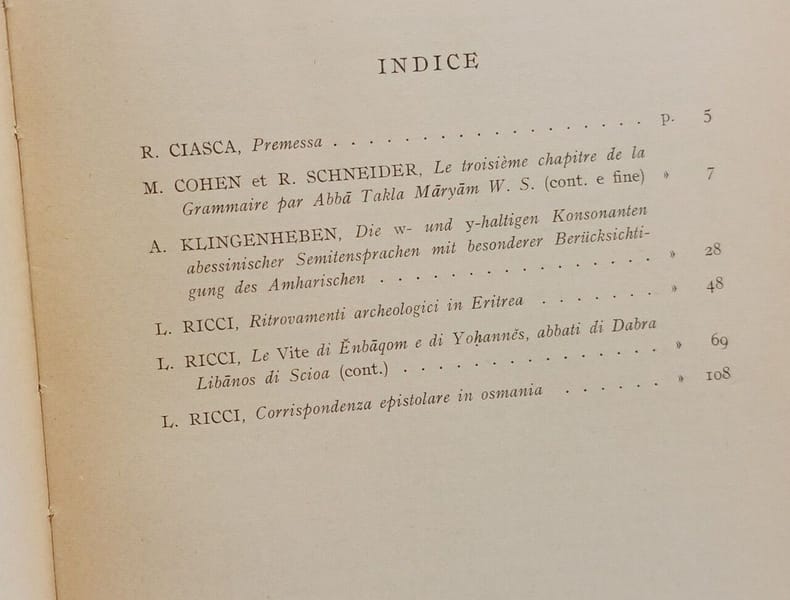 INDICE
R. CIASCA, Premessa . . . . . . . . . . . . . . . . . . p. 5
M. COHEN et R. SCHNEIDER, Le troisième chapitre de la
Grammaire par Abbā Takla Māryām W. S. (cont. e fine) » 7
A. KLINGENHEBEN, Die w- und y-haltigen Konsonanten
abessinischer Semitensprachen mit besonderer Berücksichti-
gung des Amharischen . . . . . . . . . . . . . . . » 28
L. RICCI, Ritrovamenti archeologici in Eritrea . . . . . . . » 48
L. RICCI, Le Vite di Ĕnbāqom e di Yoḥannĕs, abbati di Dabra
Libānos di Scioa (cont.) . . . . . . . . . . . . . . » 69
L. RICCI, Corrispondenza epistolare in osmania . . . . . . » 108